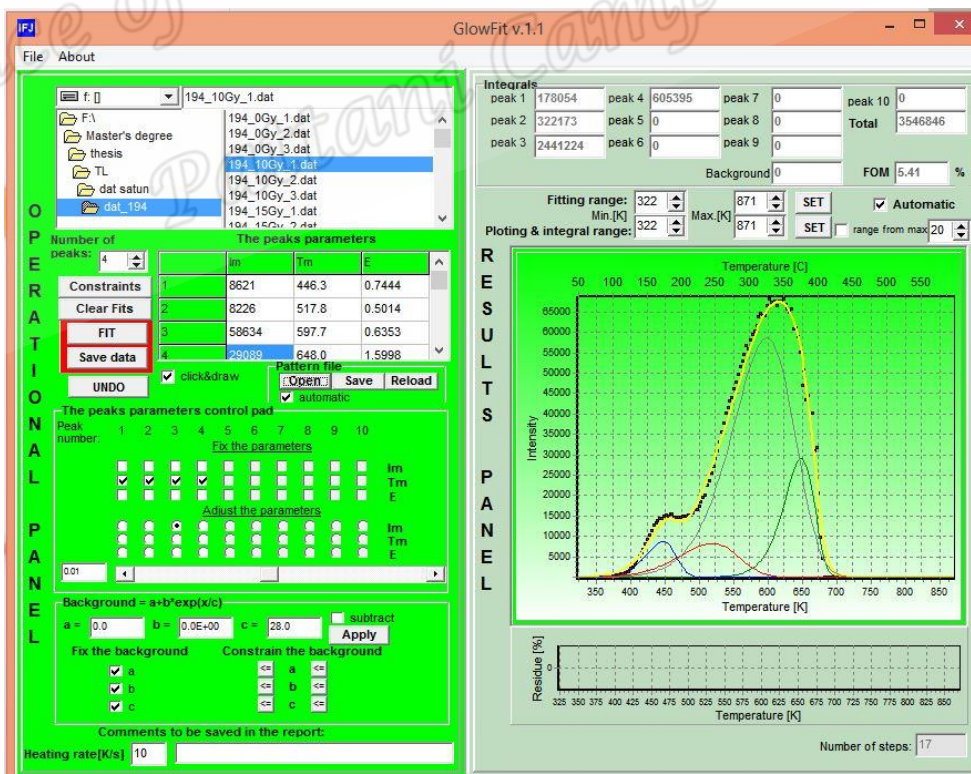 IFJ GlowFit v.1.1
File About
f: [] 194_10Gy_1.dat
F:\
Master's degree
thesis
TL
dat satun
dat_194
194_0Gy_1.dat
194_0Gy_2.dat
194_0Gy_3.dat
194_10Gy_1.dat
194_10Gy_2.dat
194_10Gy_3.dat
194_15Gy_1.dat
194_15Gy_2.dat
OPERATIONAL PANEL
Number of peaks: 4
The peaks parameters
Im Tm E
1 8621 446.3 0.7444
2 8226 517.8 0.5014
3 58634 597.7 0.6353
4 29089 648.0 1.5998
Constraints
Clear Fits
FIT
Save data
UNDO
click&draw
Pattern file
Open Save Reload
automatic
The peaks parameters control pad
Peak number: 1 2 3 4 5 6 7 8 9 10
Fix the parameters
Im
Tm
E
Adjust the parameters
Im
Tm
E
0.01
Background = a+b*exp(x/c)
a = 0.0 b = 0.0E+00 c = 28.0 subtract
Apply
Fix the background Constrain the background
a <= a <=
b <= b <=
c <= c <=
Comments to be saved in the report:
Heating rate[K/s] 10
Integrals
peak 1 178054 peak 4 605395 peak 7 0 peak 10 0
peak 2 322173 peak 5 0 peak 8 0 Total 3546846
peak 3 2441224 peak 6 0 peak 9 0
Background 0 FOM 5.41 %
Fitting range: 322 871 SET Automatic
Min.[K] Max.[K]
Ploting & integral range: 322 871 SET range from max 20
RESULTS PANEL
Temperature [C]
50 100 150 200 250 300 350 400 450 500 550
65000
60000
55000
50000
45000
40000
35000
30000
25000
20000
15000
10000
5000
Intensity
350 400 450 500 550 600 650 700 750 800 850
Temperature [K]
Residue [%]
0
325 350 375 400 425 450 475 500 525 550 575 600 625 650 675 700 725 750 775 800 825 850
Temperature [K]
Number of steps: 17